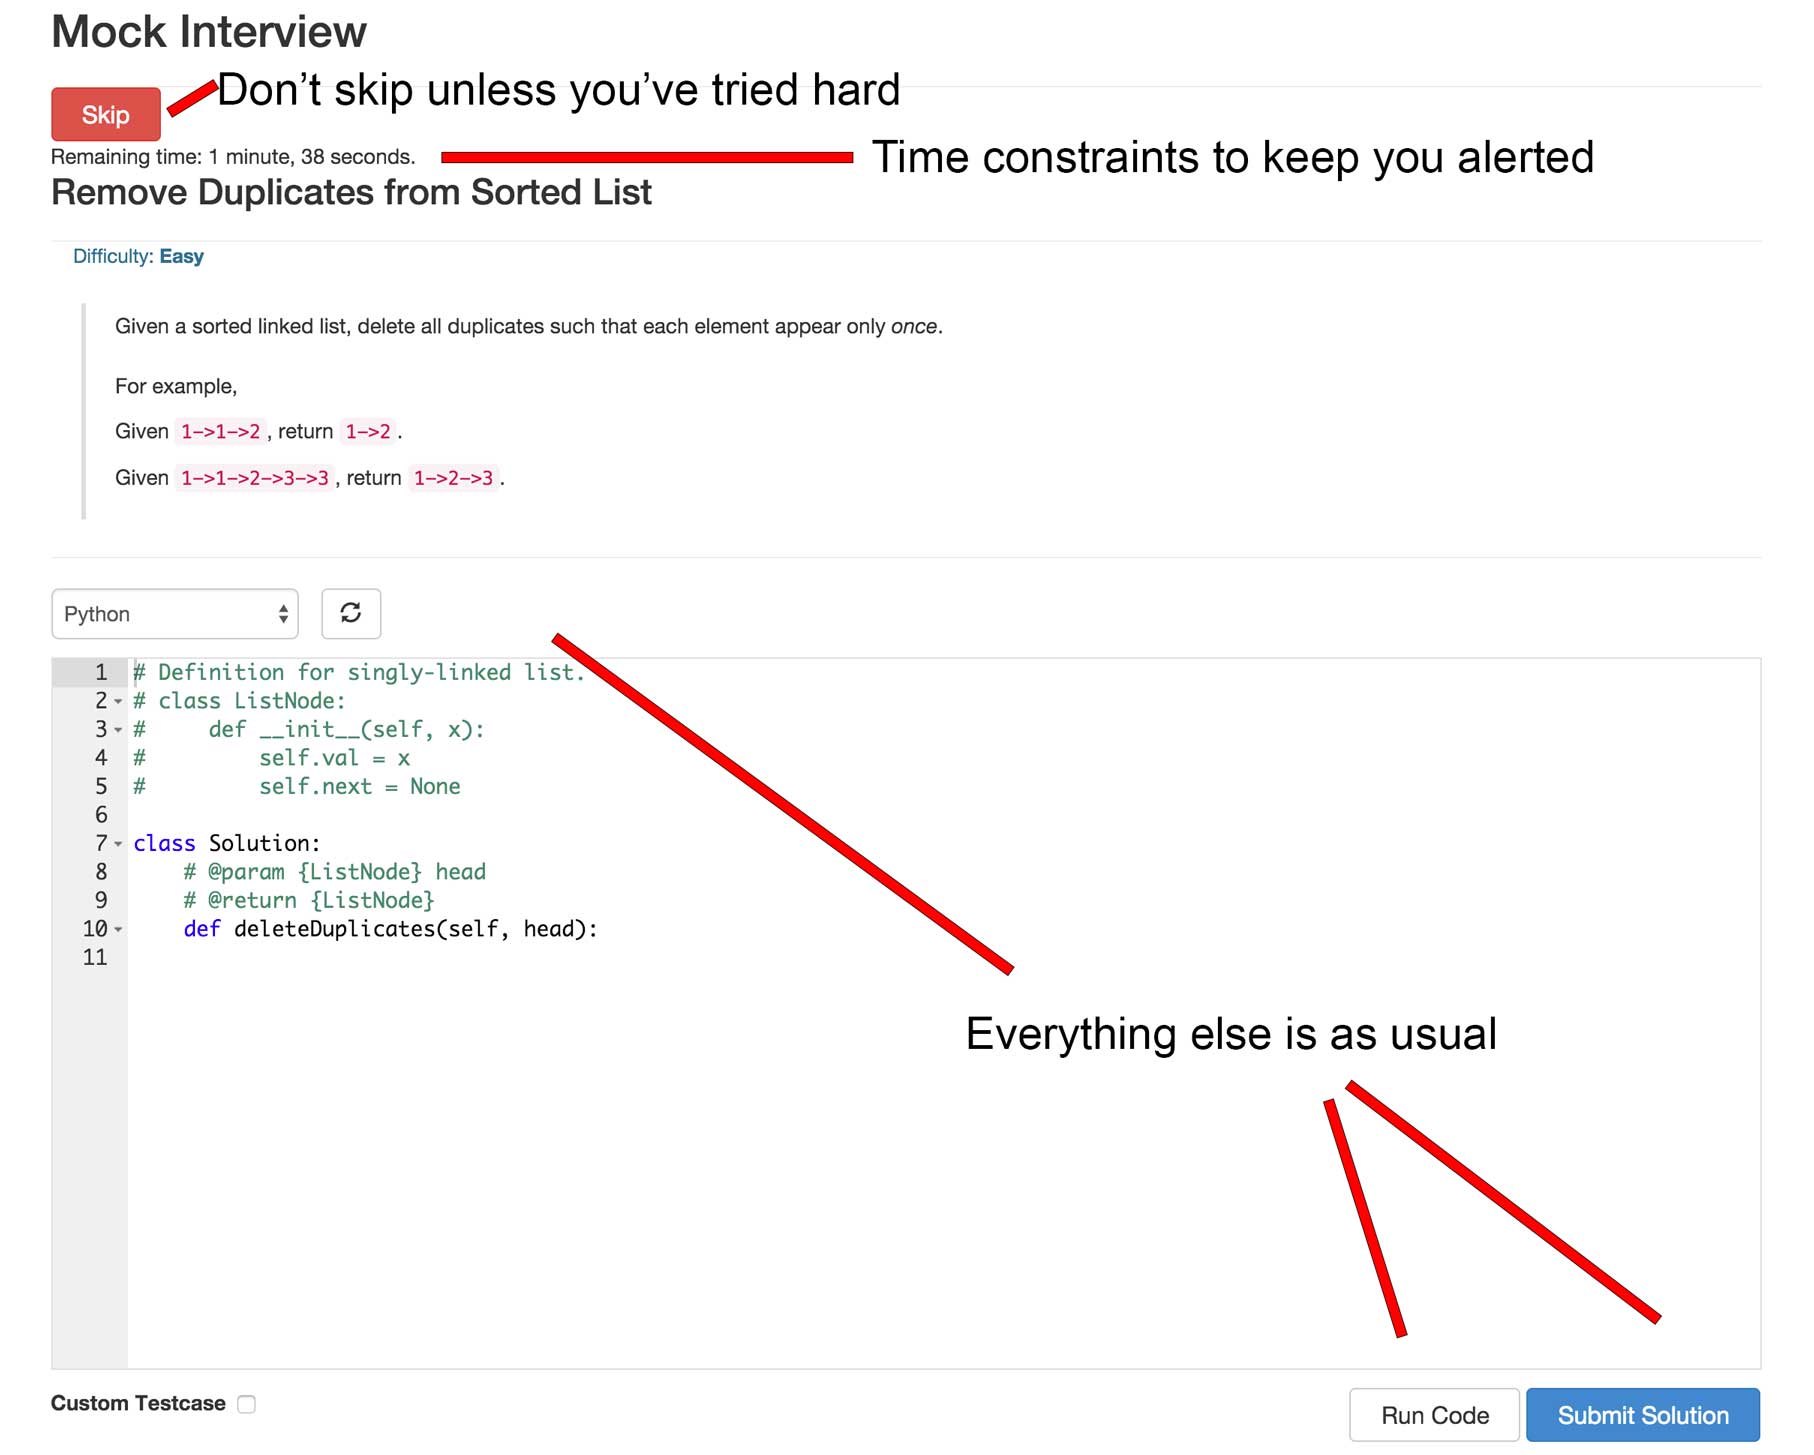 Mock Interview
Don’t skip unless you’ve tried hard
Skip
Remaining time: 1 minute, 38 seconds.
Time constraints to keep you alerted
Remove Duplicates from Sorted List
Difficulty: Easy
Given a sorted linked list, delete all duplicates such that each element appear only once.
For example,
Given 1->1->2, return 1->2.
Given 1->1->2->3->3, return 1->2->3.
Python
1 # Definition for singly-linked list.
2 # class ListNode:
3 #     def __init__(self, x):
4 #         self.val = x
5 #         self.next = None
6
7 class Solution:
8     # @param {ListNode} head
9     # @return {ListNode}
10     def deleteDuplicates(self, head):
11
Everything else is as usual
Custom Testcase
Run Code
Submit Solution